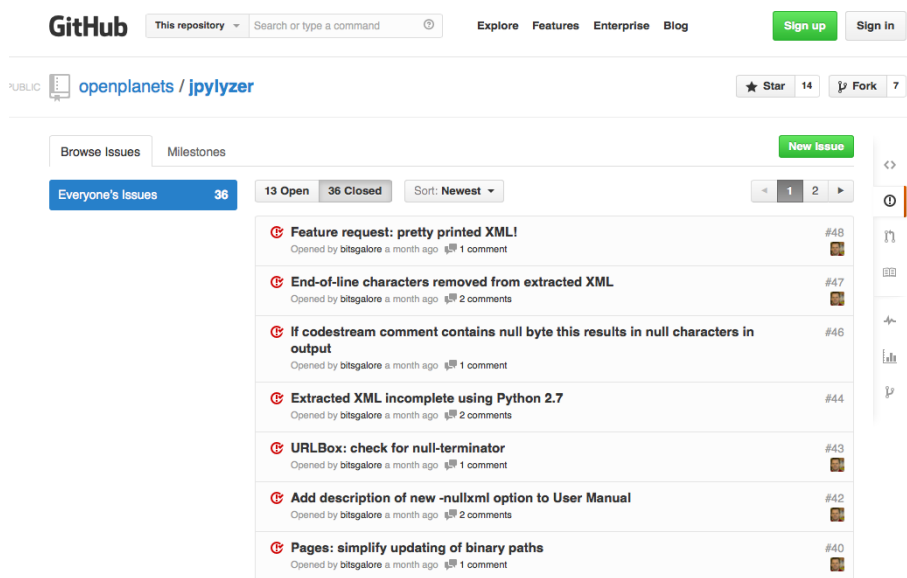 GitHub This repository Search or type a command Explore Features Enterprise Blog Sign up Sign in
PUBLIC openplanets / jpylyzer Star 14 Fork 7
Browse Issues Milestones New Issue
Everyone's Issues 36 13 Open 36 Closed Sort: Newest 1 2
Feature request: pretty printed XML! #48
Opened by bitsgalore a month ago 1 comment
End-of-line characters removed from extracted XML #47
Opened by bitsgalore a month ago 2 comments
If codestream comment contains null byte this results in null characters in #46
output
Opened by bitsgalore a month ago 1 comment
Extracted XML incomplete using Python 2.7 #44
Opened by bitsgalore a month ago 2 comments
URLBox: check for null-terminator #43
Opened by bitsgalore a month ago 1 comment
Add description of new -nullxml option to User Manual #42
Opened by bitsgalore a month ago 2 comments
Pages: simplify updating of binary paths #40
Opened by bitsgalore a month ago 1 comment